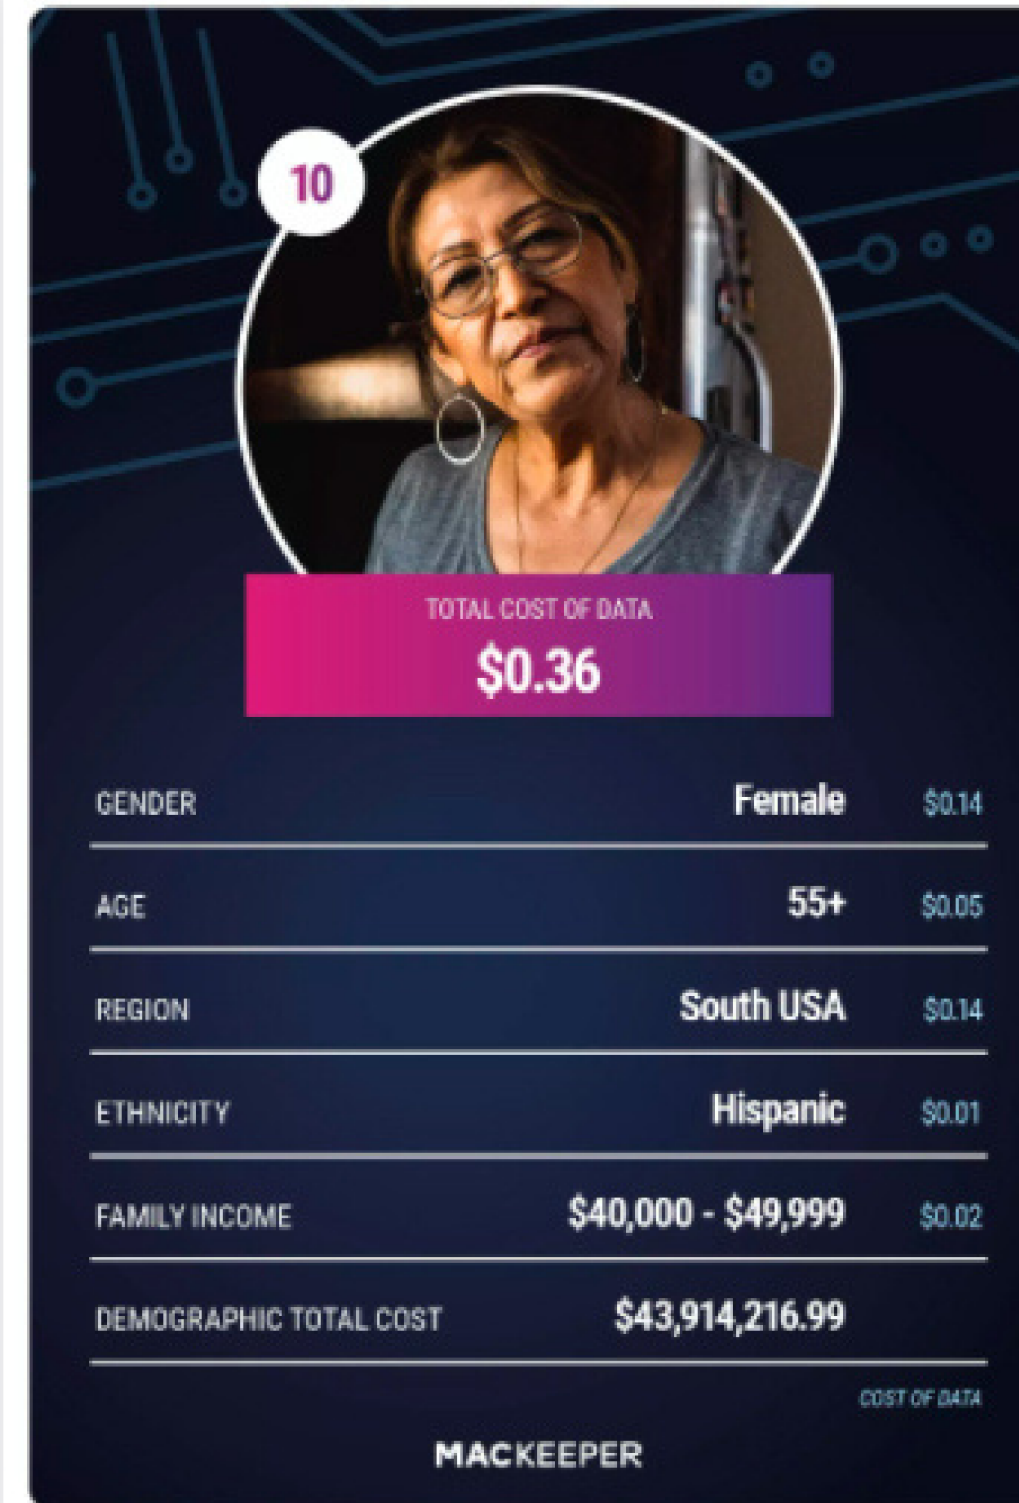 10
TOTAL COST OF DATA
$0.36
GENDER Female $0.14
AGE 55+ $0.05
REGION South USA $0.14
ETHNICITY Hispanic $0.01
FAMILY INCOME $40,000 - $49,999 $0.02
DEMOGRAPHIC TOTAL COST $43,914,216.99
COST OF DATA
MACKEEPER